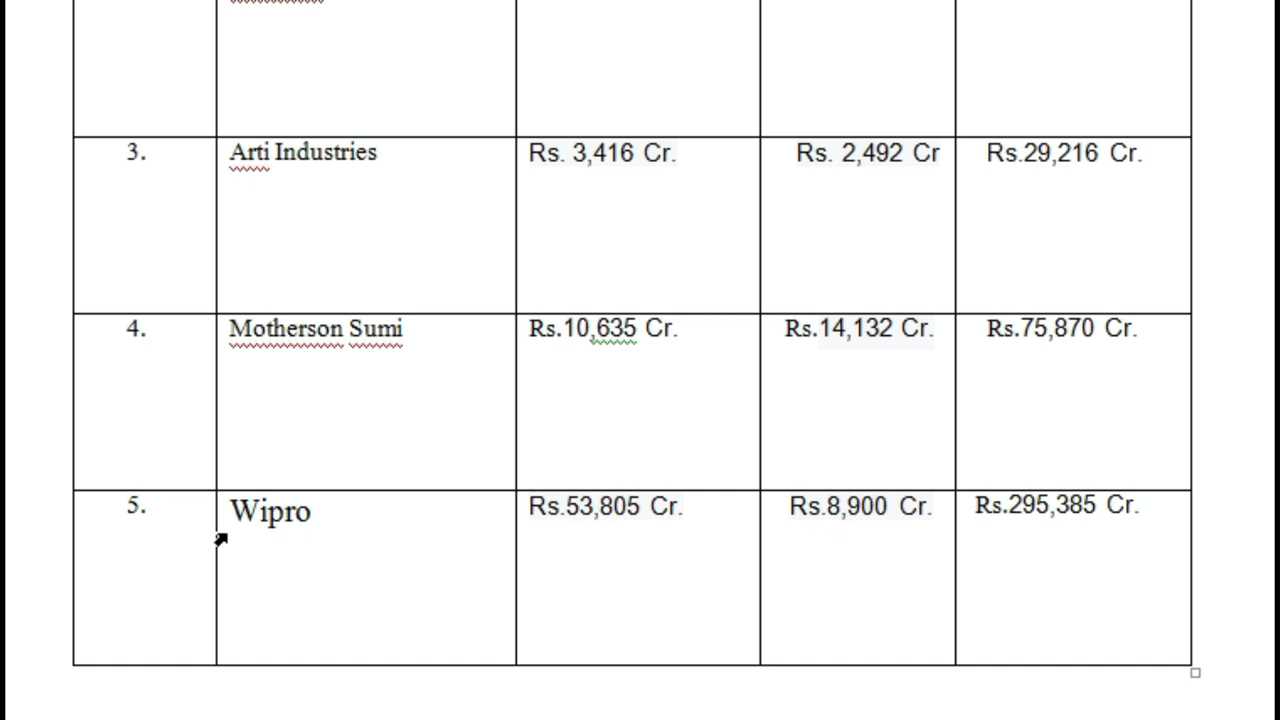 3. Arti Industries Rs. 3,416 Cr. Rs. 2,492 Cr Rs.29,216 Cr.
4. Motherson Sumi Rs.10,635 Cr. Rs.14,132 Cr. Rs.75,870 Cr.
5. Wipro Rs.53,805 Cr. Rs.8,900 Cr. Rs.295,385 Cr.